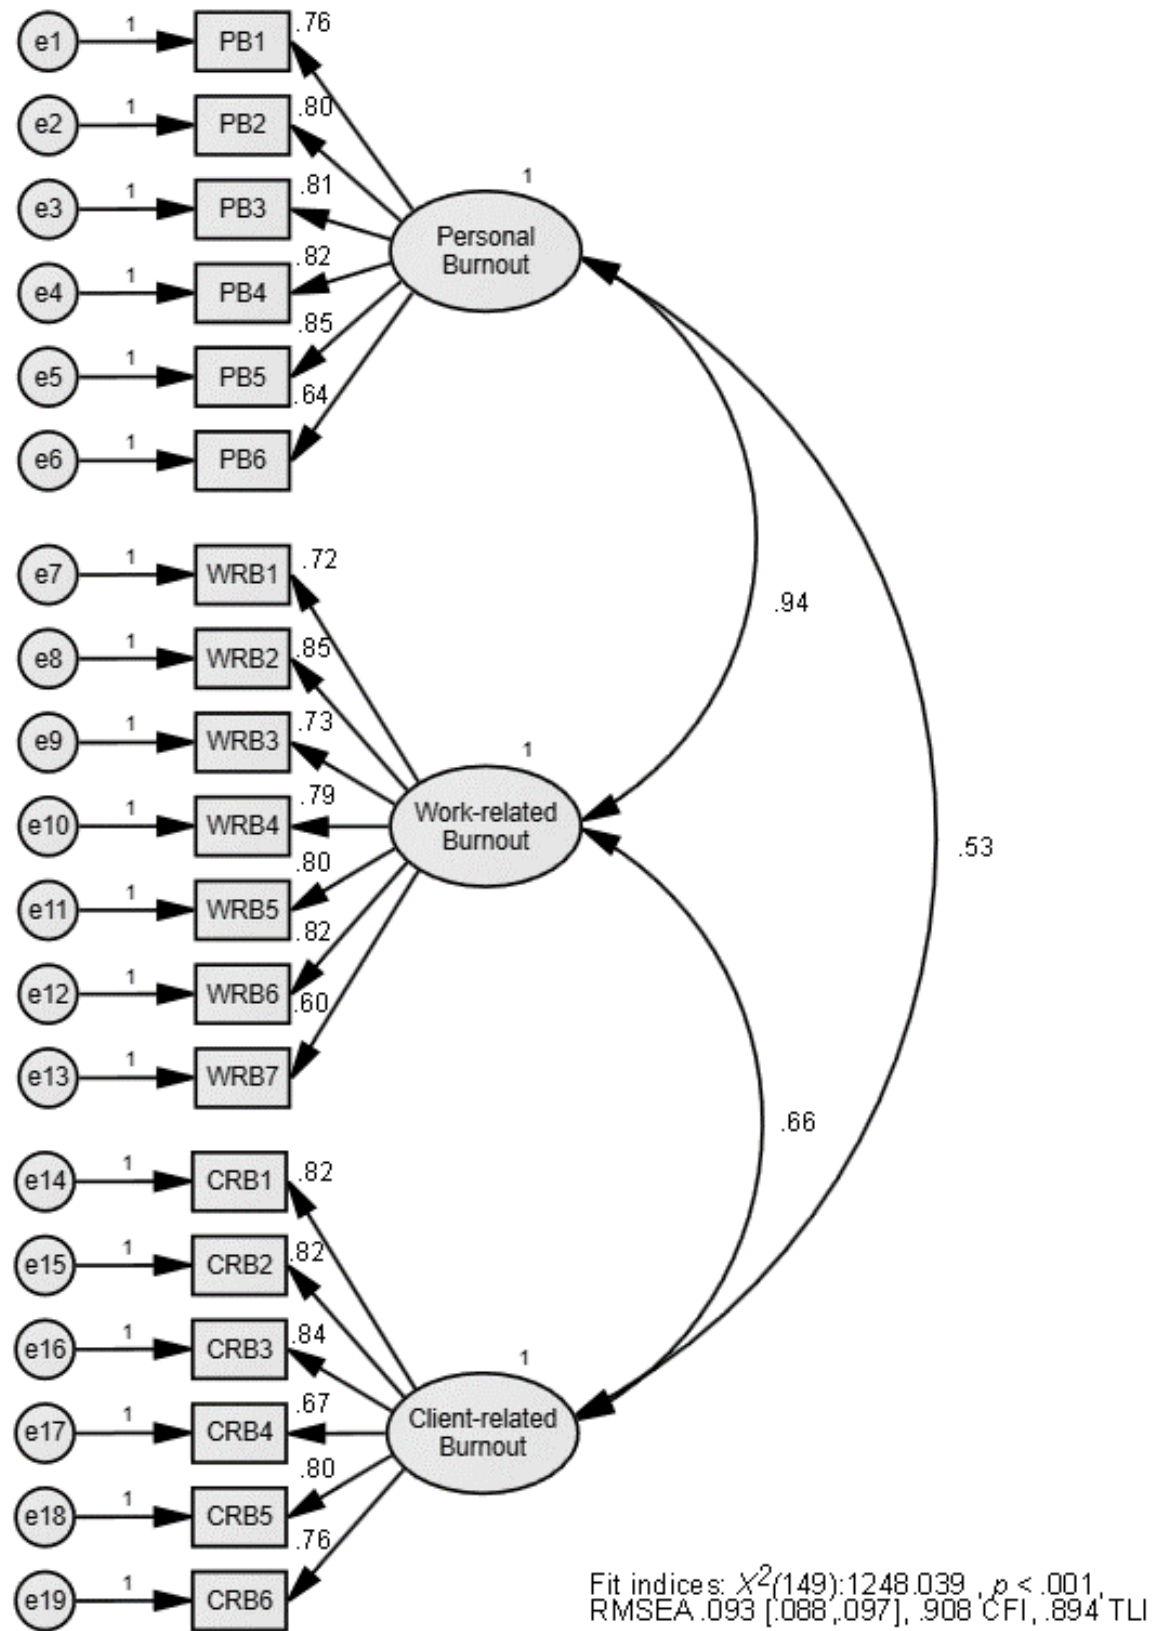 e1 1 PB1 .76
e2 1 PB2 .80
e3 1 PB3 .81
e4 1 PB4 .82
e5 1 PB5 .85
e6 1 PB6 .64
1
Personal
Burnout
e7 1 WRB1 .72
e8 1 WRB2 .85
e9 1 WRB3 .73
e10 1 WRB4 .79
e11 1 WRB5 .80
e12 1 WRB6 .82
e13 1 WRB7 .60
1
Work-related
Burnout
.94
.53
.66
e14 1 CRB1 .82
e15 1 CRB2 .82
e16 1 CRB3 .84
e17 1 CRB4 .67
e18 1 CRB5 .80
e19 1 CRB6 .76
1
Client-related
Burnout
Fit indices: X²(149):1248.039 , p < .001,
RMSEA .093 [.088,.097], .908 CFI, .894 TLI